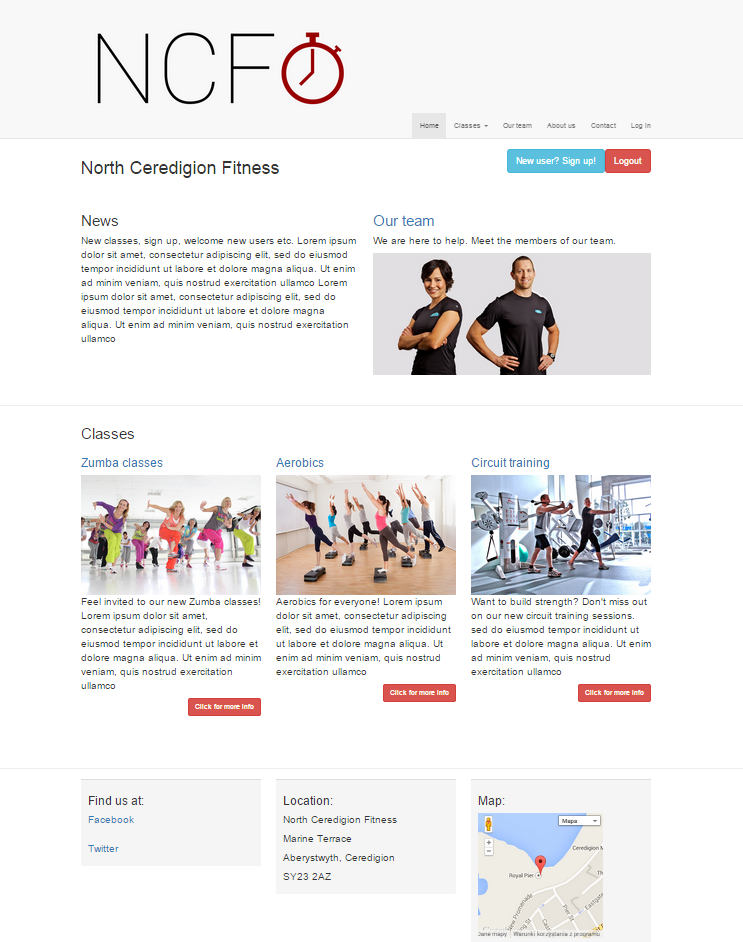 NCF
Home Classes Our team About us Contact Log In
North Ceredigion Fitness
New user? Sign up! Logout
News
New classes, sign up, welcome new users etc. Lorem ipsum
dolor sit amet, consectetur adipiscing elit, sed do eiusmod
tempor incididunt ut labore et dolore magna aliqua. Ut enim
ad minim veniam, quis nostrud exercitation ullamco Lorem
ipsum dolor sit amet, consectetur adipiscing elit, sed do
eiusmod tempor incididunt ut labore et dolore magna
aliqua. Ut enim ad minim veniam, quis nostrud exercitation
ullamco
Our team
We are here to help. Meet the members of our team.
Classes
Zumba classes
Feel invited to our new Zumba classes!
Lorem ipsum dolor sit amet,
consectetur adipiscing elit, sed do
eiusmod tempor incididunt ut labore et
dolore magna aliqua. Ut enim ad minim
veniam, quis nostrud exercitation
ullamco
Click for more info
Aerobics
Aerobics for everyone! Lorem ipsum
dolor sit amet, consectetur adipiscing
elit, sed do eiusmod tempor incididunt
ut labore et dolore magna aliqua. Ut
enim ad minim veniam, quis nostrud
exercitation ullamco
Click for more info
Circuit training
Want to build strength? Don't miss out
on our new circuit training sessions.
sed do eiusmod tempor incididunt ut
labore et dolore magna aliqua. Ut enim
ad minim veniam, quis nostrud
exercitation ullamco
Click for more info
Find us at:
Facebook
Twitter
Location:
North Ceredigion Fitness
Marine Terrace
Aberystwyth, Ceredigion
SY23 2AZ
Map:
Mapa
Ceredigion M
Royal Pier
New Promenade
Pier St
Eastgate
Dane mapy Warunki korzystania z programu